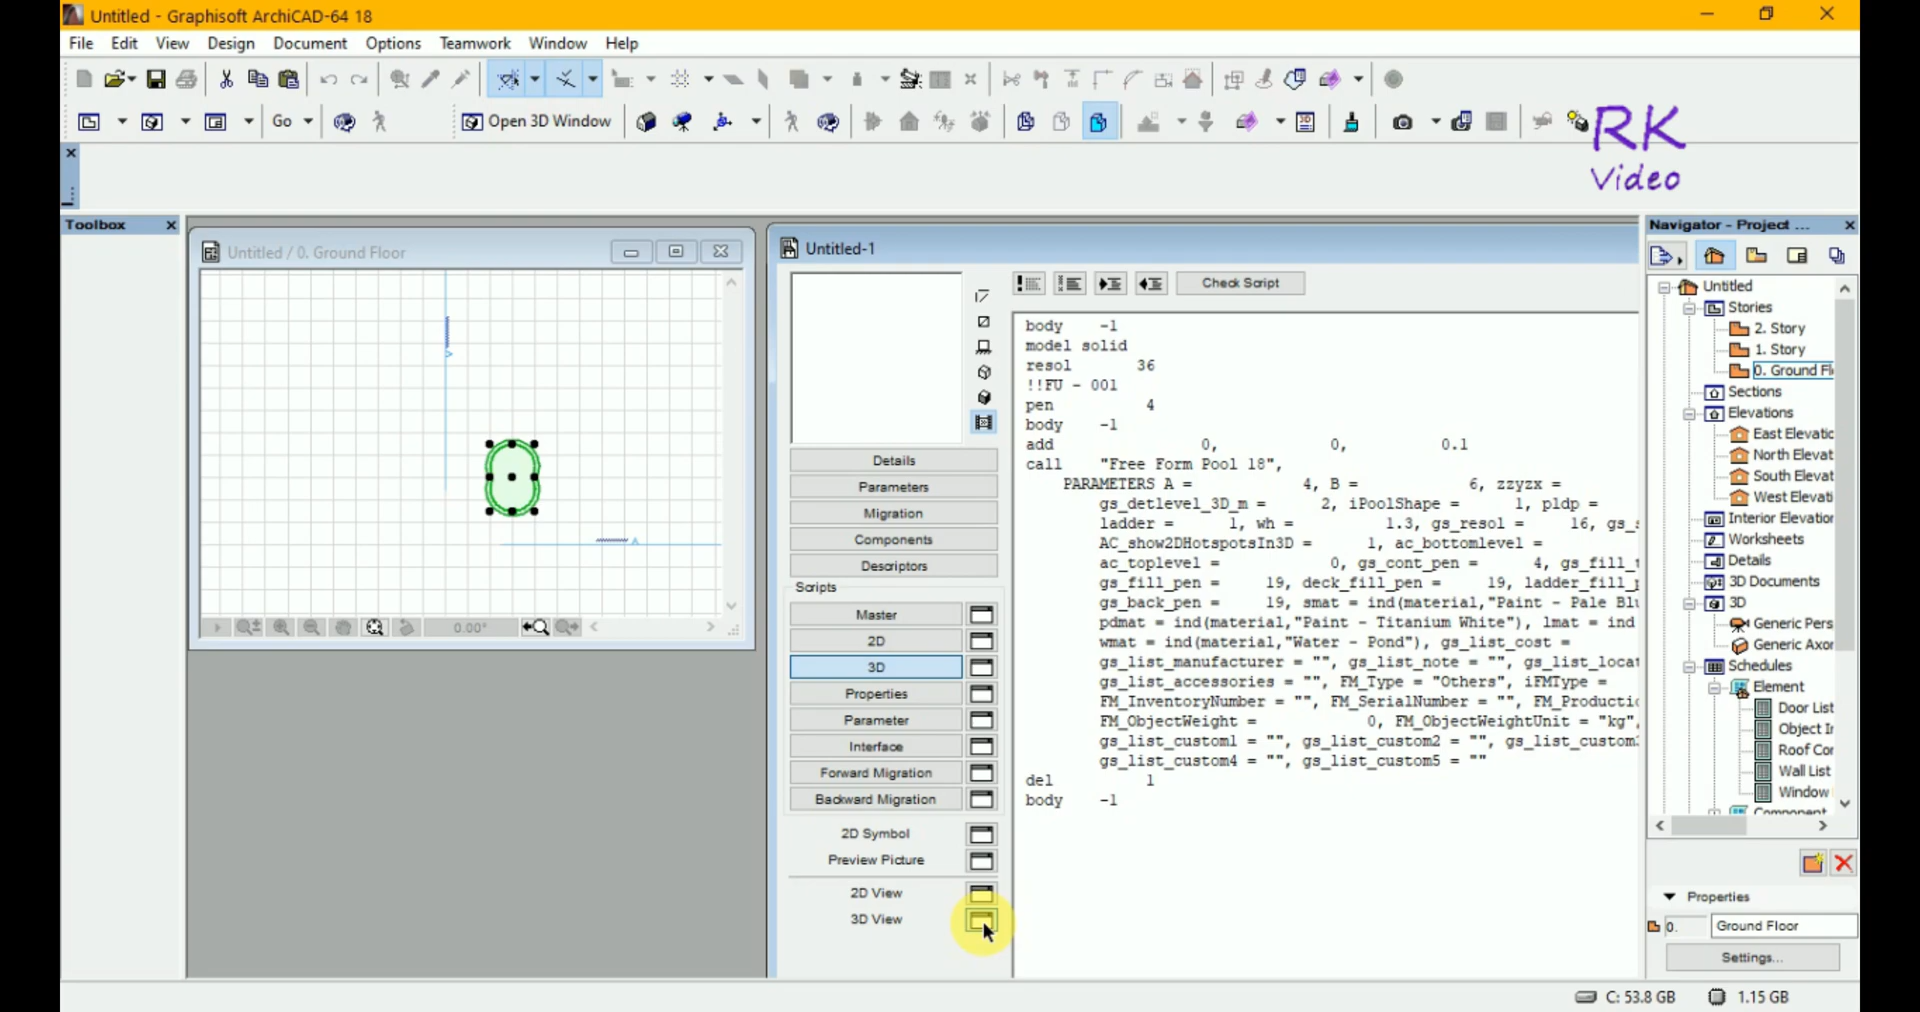 Untitled - Graphisoft ArchiCAD-64 18
File Edit View Design Document Options Teamwork Window Help
Go Open 3D Window
RK
Video
Toolbox
Untitled / 0. Ground Floor
0.00°
Untitled-1
Check Script
Details
Parameters
Migration
Components
Descriptors
Scripts
Master
2D
3D
Properties
Parameter
Interface
Forward Migration
Backward Migration
2D Symbol
Preview Picture
2D View
3D View
body -1
model solid
resol 36
!!FU - 001
pen 4
body -1
add 0, 0, 0.1
call "Free Form Pool 18",
PARAMETERS A = 4, B = 6, zzyzx =
gs_detlevel_3D_m = 2, iPoolShape = 1, pldp =
ladder = 1, wh = 1.3, gs_resol = 16, gs_s
AC_show2DHotspotsIn3D = 1, ac_bottomlevel =
ac_toplevel = 0, gs_cont_pen = 4, gs_fill_t
gs_fill_pen = 19, deck_fill_pen = 19, ladder_fill_p
gs_back_pen = 19, smat = ind(material,"Paint - Pale Blu
pdmat = ind(material,"Paint - Titanium White"), lmat = ind
wmat = ind(material,"Water - Pond"), gs_list_cost =
gs_list_manufacturer = "", gs_list_note = "", gs_list_locat
gs_list_accessories = "", FM_Type = "Others", iFMType =
FM_InventoryNumber = "", FM_SerialNumber = "", FM_Productio
FM_ObjectWeight = 0, FM_ObjectWeightUnit = "kg",
gs_list_custom1 = "", gs_list_custom2 = "", gs_list_custom3
gs_list_custom4 = "", gs_list_custom5 = ""
del 1
body -1
Navigator - Project ...
Untitled
Stories
2. Story
1. Story
0. Ground Fl
Sections
Elevations
East Elevatio
North Elevat
South Elevat
West Elevati
Interior Elevation
Worksheets
Details
3D Documents
3D
Generic Pers
Generic Axor
Schedules
Element
Door List
Object In
Roof Cor
Wall List
Window
Component
Properties
0. Ground Floor
Settings...
C: 53.8 GB 1.15 GB